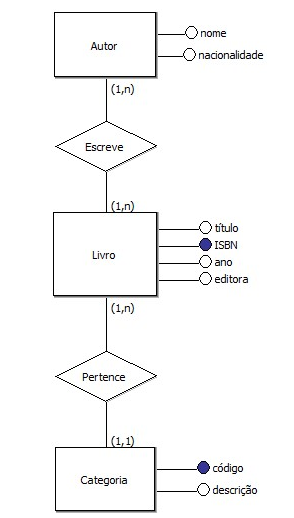 nome
Autor
nacionalidade
(1,n)
Escreve
(1,n)
título
ISBN
Livro
ano
editora
(1,n)
Pertence
(1,1)
código
Categoria
descrição